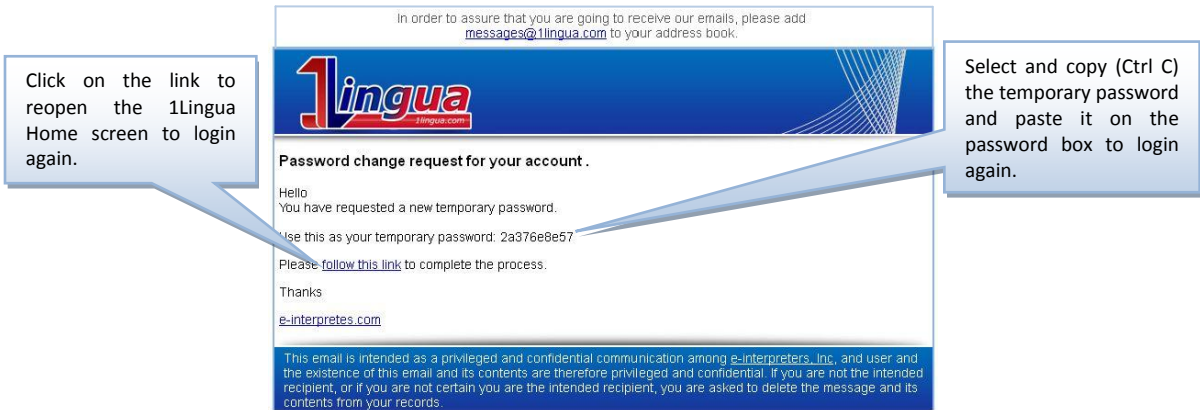 In order to assure that you are going to receive our emails, please add
messages@1lingua.com to your address book.
Click on the link to
reopen the 1Lingua
Home screen to login
again.
1lingua
1lingua.com
Select and copy (Ctrl C)
the temporary password
and paste it on the
password box to login
again.
Password change request for your account .
Hello
You have requested a new temporary password.
Use this as your temporary password: 2a376e8e57
Please follow this link to complete the process.
Thanks
e-interpretes.com
This email is intended as a privileged and confidential communication among e-interpreters, Inc, and user and
the existence of this email and its contents are therefore privileged and confidential. If you are not the intended
recipient, or if you are not certain you are the intended recipient, you are asked to delete the message and its
contents from your records.